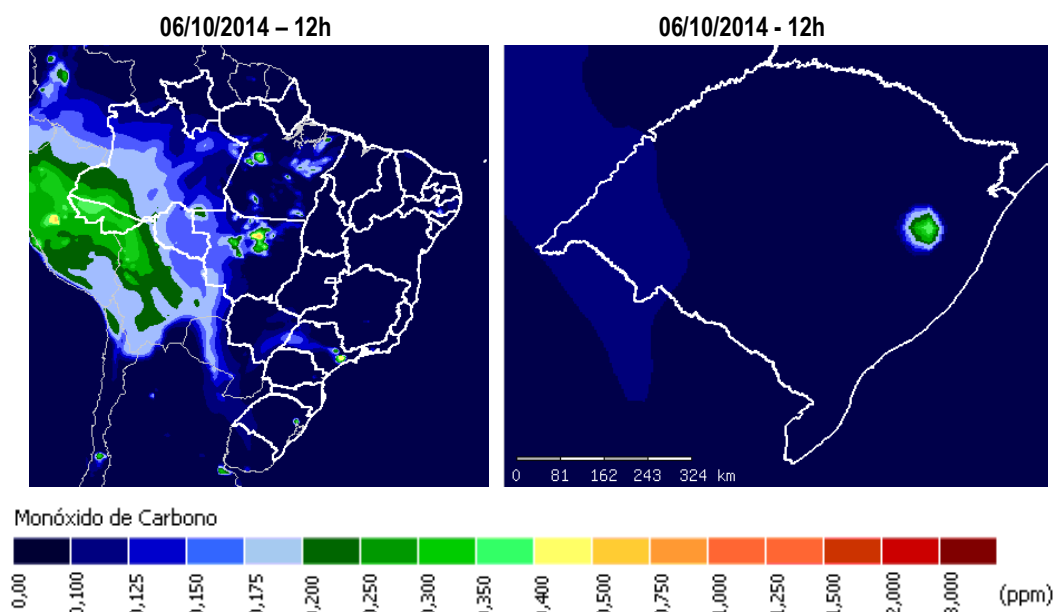 06/10/2014 – 12h 06/10/2014 - 12h
0 81 162 243 324 km
Monóxido de Carbono
0,00 0,100 0,125 0,150 0,175 0,200 0,250 0,300 0,350 0,400 0,500 0,750 1,000 1,250 1,500 2,000 3,000 (ppm)